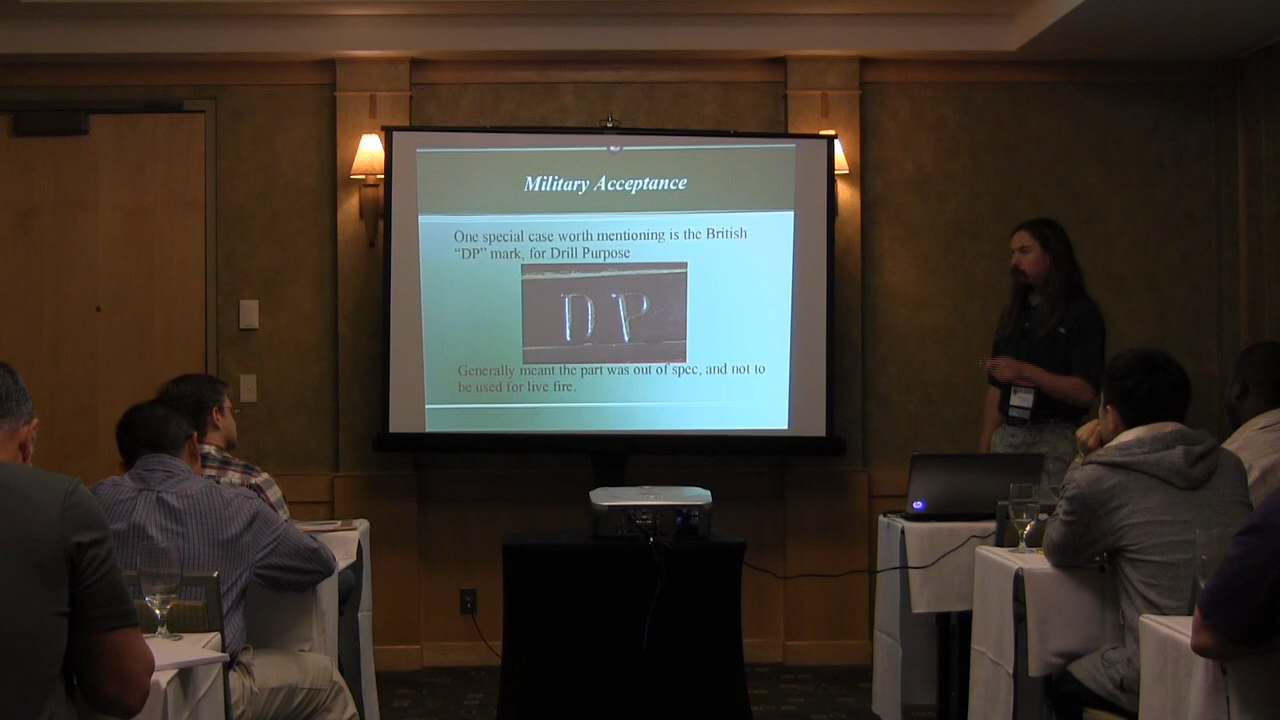 Military Acceptance
One special case worth mentioning is the British
“DP” mark, for Drill Purpose
DP
Generally meant the part was out of spec, and not to
be used for live fire.
hp